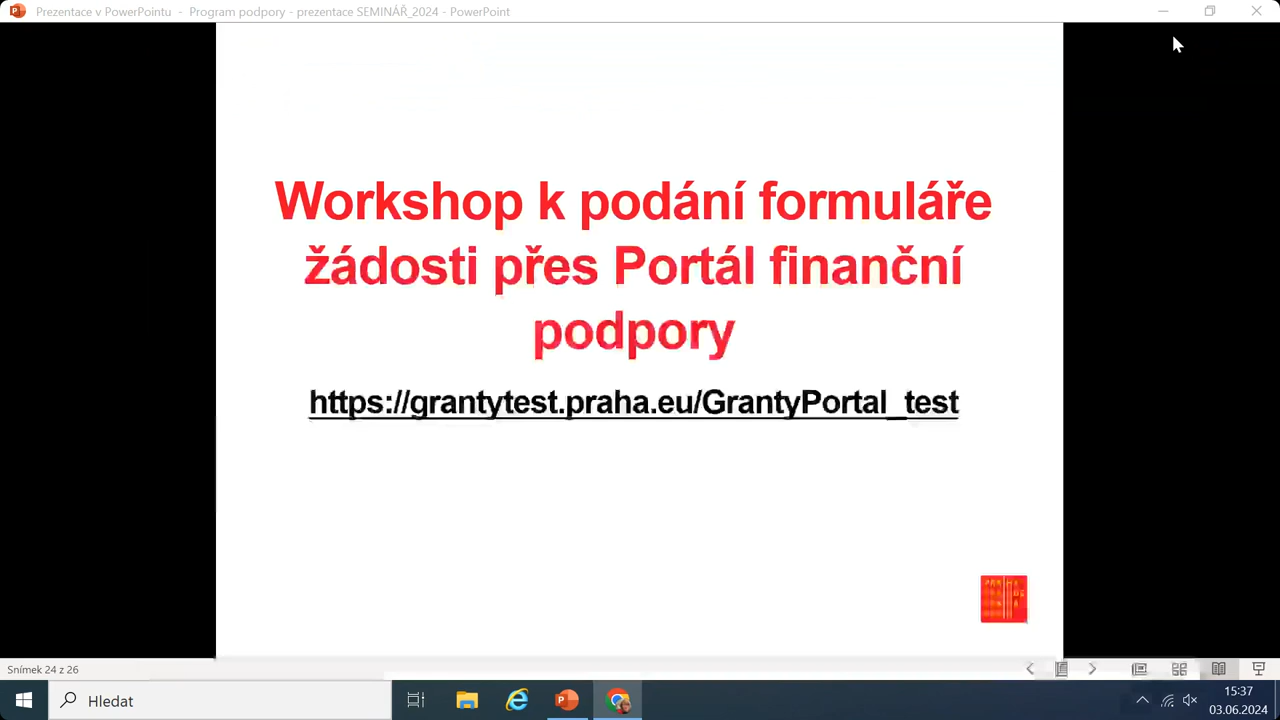 Prezentace v PowerPointu - Program podpory - prezentace SEMINÁŘ_2024 - PowerPoint
Workshop k podání formuláře
žádosti přes Portál finanční
podpory
https://grantytest.praha.eu/GrantyPortal_test
Snímek 24 z 26
Hledat
15:37
03.06.2024